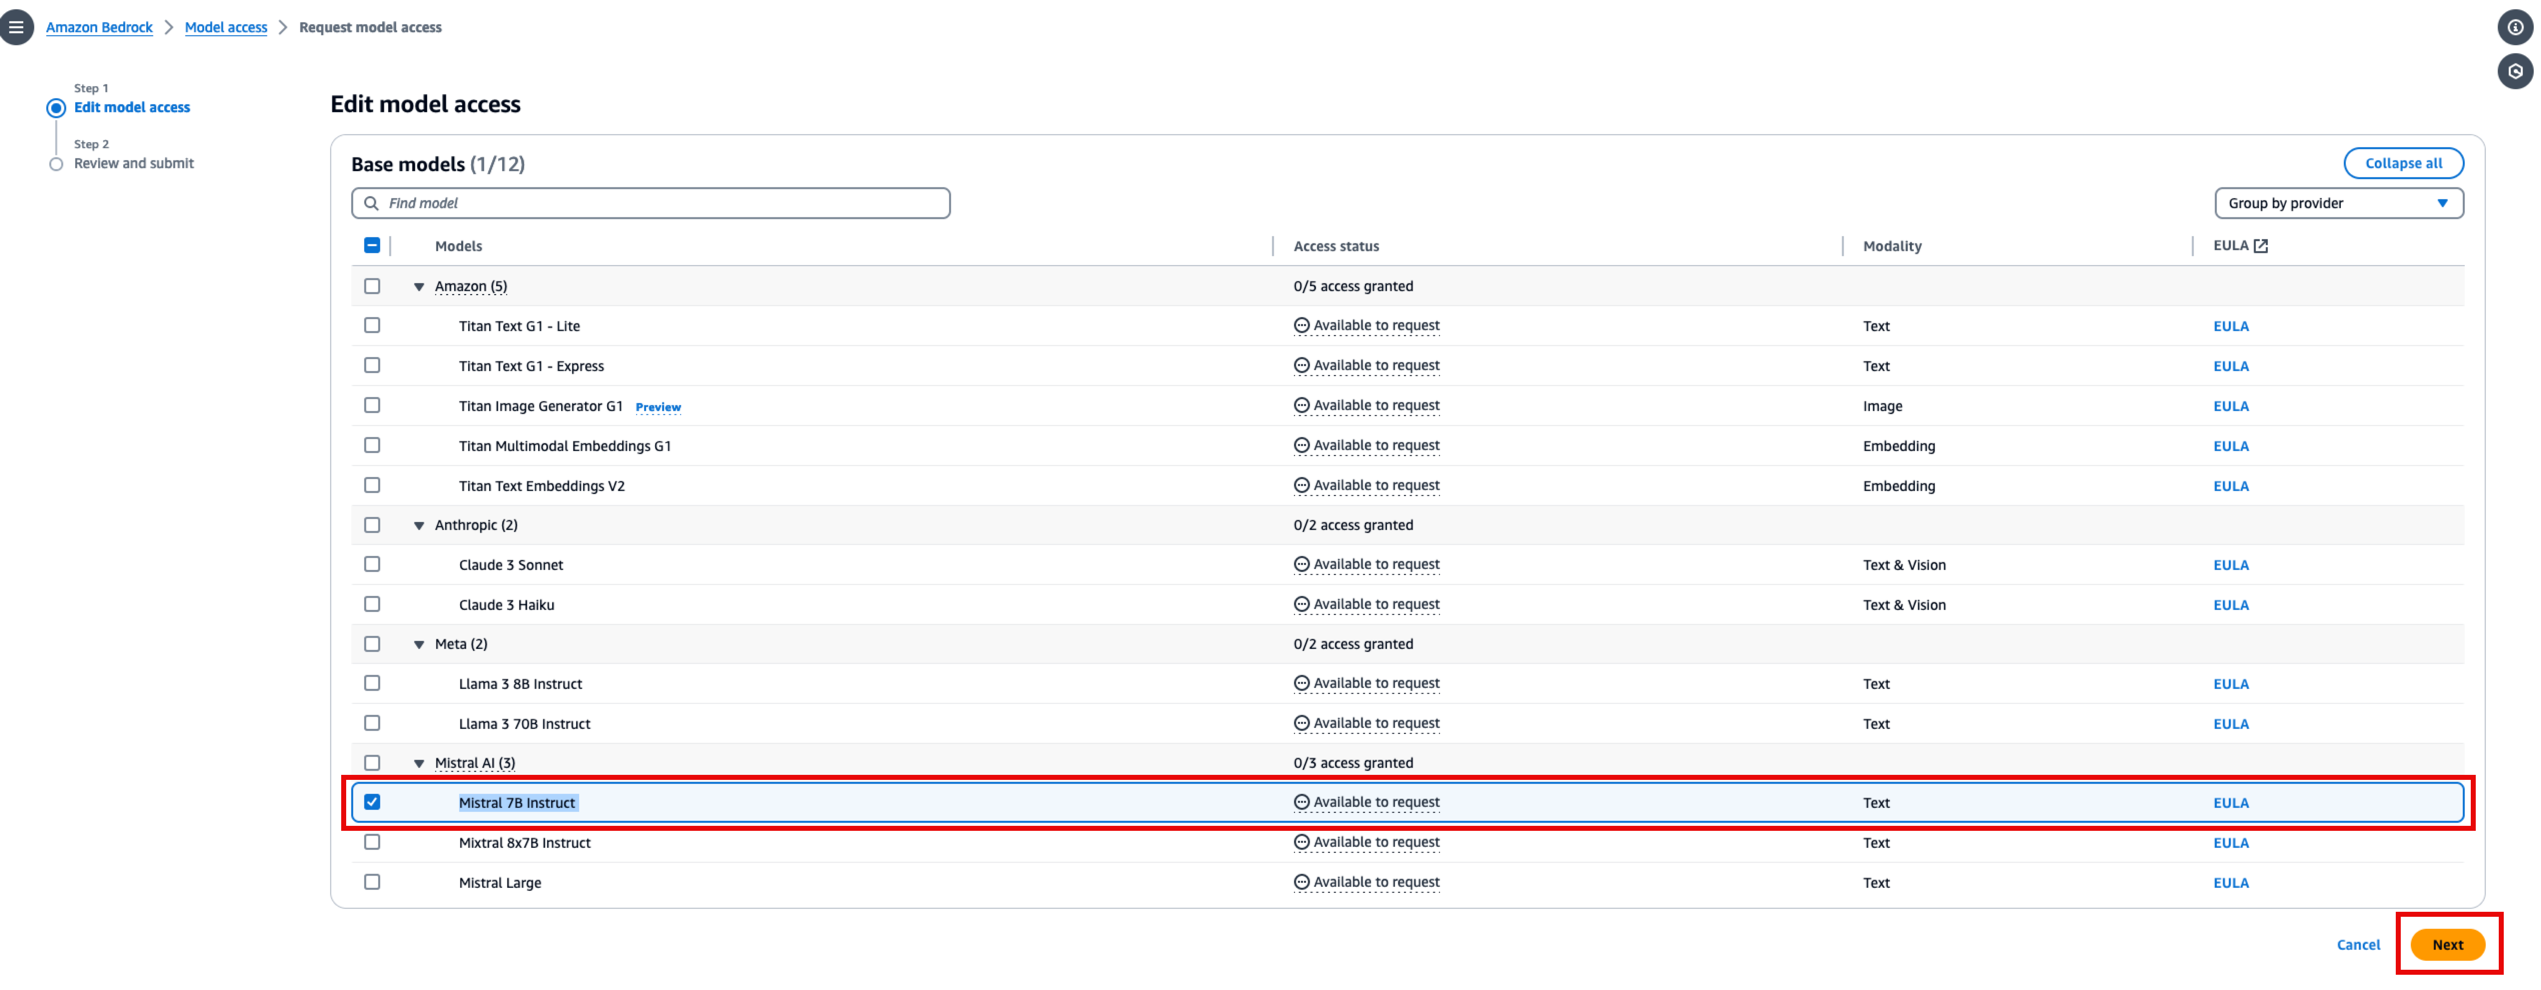 Amazon Bedrock > Model access > Request model access
Step 1
Edit model access
Step 2
Review and submit
Edit model access
Base models (1/12)
Collapse all
Find model
Group by provider
Models Access status Modality EULA
Amazon (5) 0/5 access granted
Titan Text G1 - Lite Available to request Text EULA
Titan Text G1 - Express Available to request Text EULA
Titan Image Generator G1 Preview Available to request Image EULA
Titan Multimodal Embeddings G1 Available to request Embedding EULA
Titan Text Embeddings V2 Available to request Embedding EULA
Anthropic (2) 0/2 access granted
Claude 3 Sonnet Available to request Text & Vision EULA
Claude 3 Haiku Available to request Text & Vision EULA
Meta (2) 0/2 access granted
Llama 3 8B Instruct Available to request Text EULA
Llama 3 70B Instruct Available to request Text EULA
Mistral AI (3) 0/3 access granted
Mistral 7B Instruct Available to request Text EULA
Mixtral 8x7B Instruct Available to request Text EULA
Mistral Large Available to request Text EULA
Cancel Next